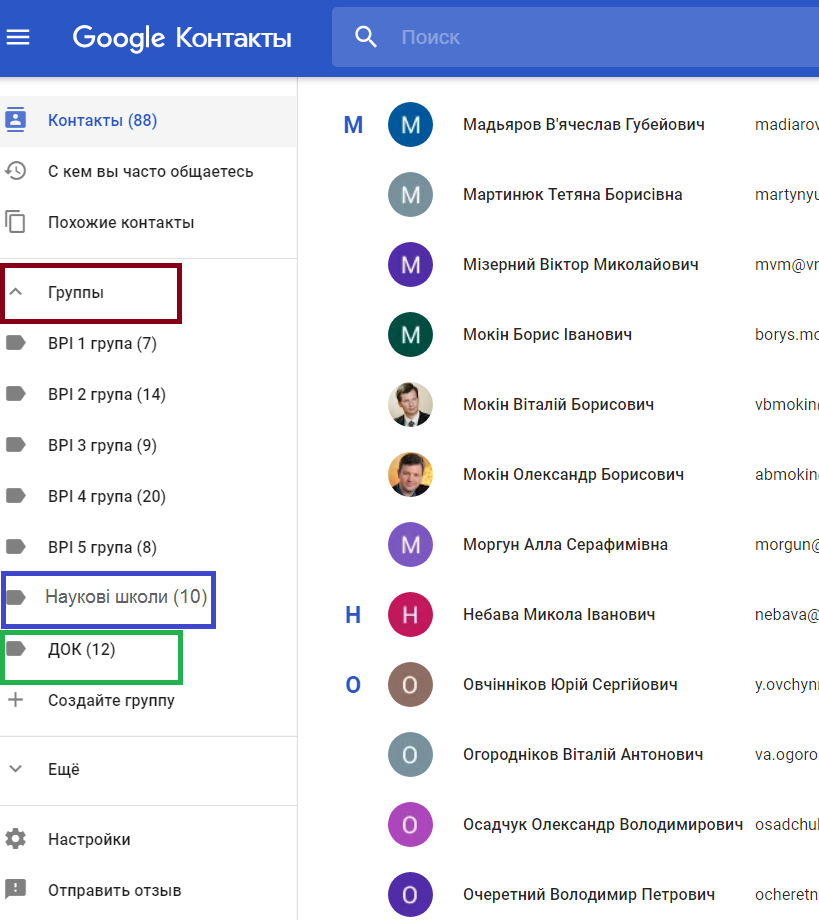 Google Контакты
Поиск
Контакты (88)
С кем вы часто общаетесь
Похожие контакты
Группы
ВРІ 1 група (7)
ВРІ 2 група (14)
ВРІ 3 група (9)
ВРІ 4 група (20)
ВРІ 5 група (8)
Наукові школи (10)
ДОК (12)
Создайте группу
Ещё
Настройки
Отправить отзыв
М
М Мадьяров В'ячеслав Губейович madiarov
М Мартинюк Тетяна Борисівна martynyu
М Мізерний Віктор Миколайович mvm@vn
М Мокін Борис Іванович borys.mo
Мокін Віталій Борисович vbmokin@
Мокін Олександр Борисович abmokin@
М Моргун Алла Серафимівна morgun@
Н
Н Небава Микола Іванович nebava@
О
О Овчінніков Юрій Сергійович y.ovchynn
О Огородніков Віталій Антонович va.ogoro
О Осадчук Олександр Володимирович osadchuk
О Очеретний Володимир Петрович ocheretn